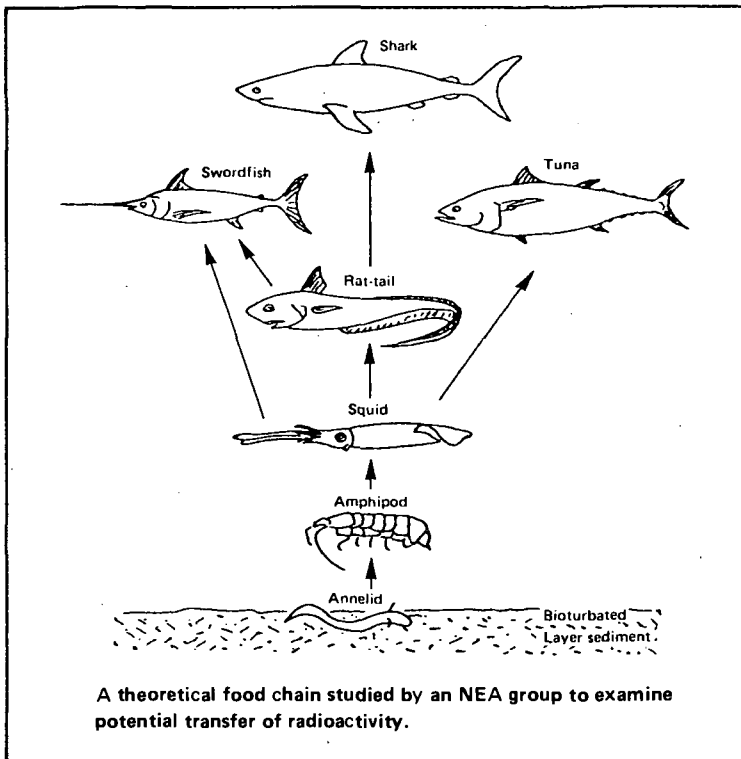 Shark
Swordfish
Tuna
Rat-tail
Squid
Amphipod
Annelid
Bioturbated
Layer sediment.
A theoretical food chain studied by an NEA group to examine
potential transfer of radioactivity.